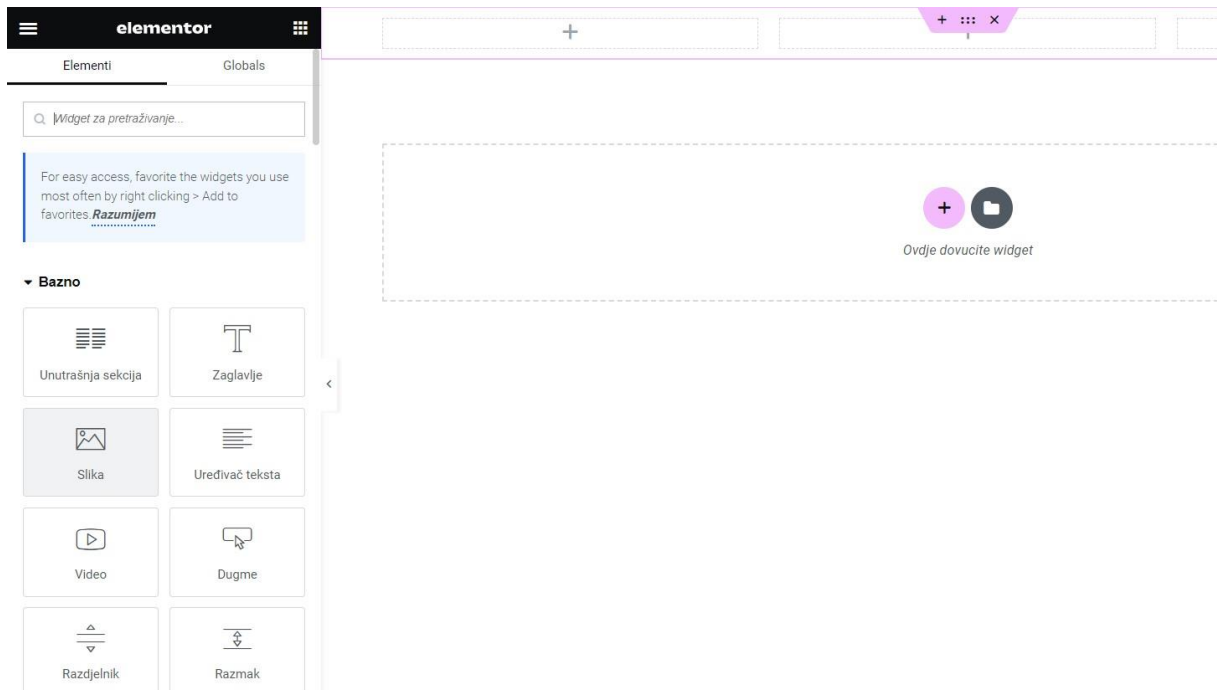 elementor
Elementi
Globals
Widget za pretraživanje...
For easy access, favorite the widgets you use
most often by right clicking > Add to
favorites.Razumijem
Bazno
Unutrašnja sekcija
Zaglavlje
Slika
Uređivač teksta
Video
Dugme
Razdjelnik
Razmak
Ovdje dovucite widget